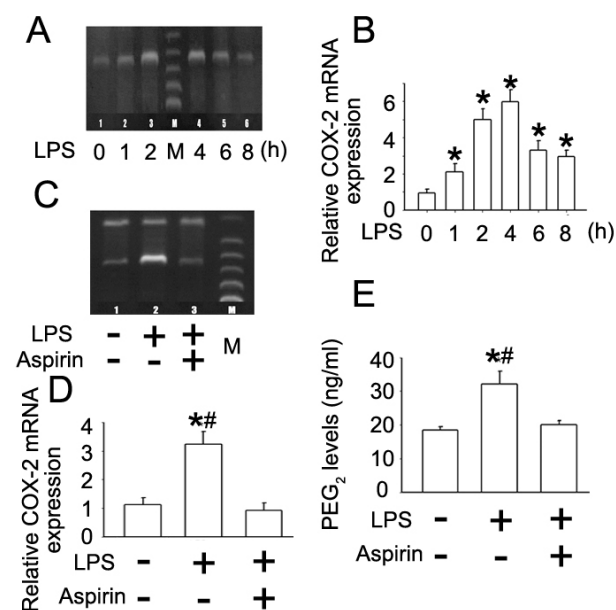 A
1 2 3 M 4 5 6
LPS 0 1 2 M 4 6 8 (h)
B
Relative COX-2 mRNA
expression
6
4
2
0
* * * * *
LPS 0 1 2 4 6 8 (h)
C
1 2 3 M
LPS - + +
Aspirin - - +
M
D
Relative COX-2 mRNA
expression
4
3
2
1
0
*#
LPS - + +
Aspirin - - +
E
PEG2 levels (ng/ml)
40
30
20
10
0
*#
LPS - + +
Aspirin - - +